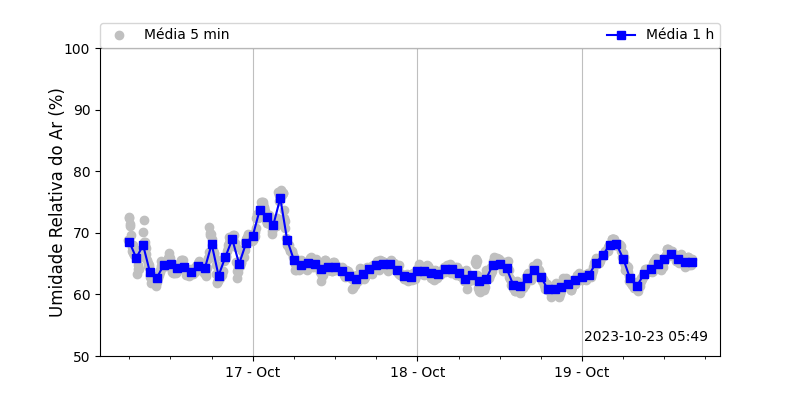 Média 5 min
Média 1 h
Umidade Relativa do Ar (%)
100
90
80
70
60
50
2023-10-23 05:49
17 - Oct
18 - Oct
19 - Oct